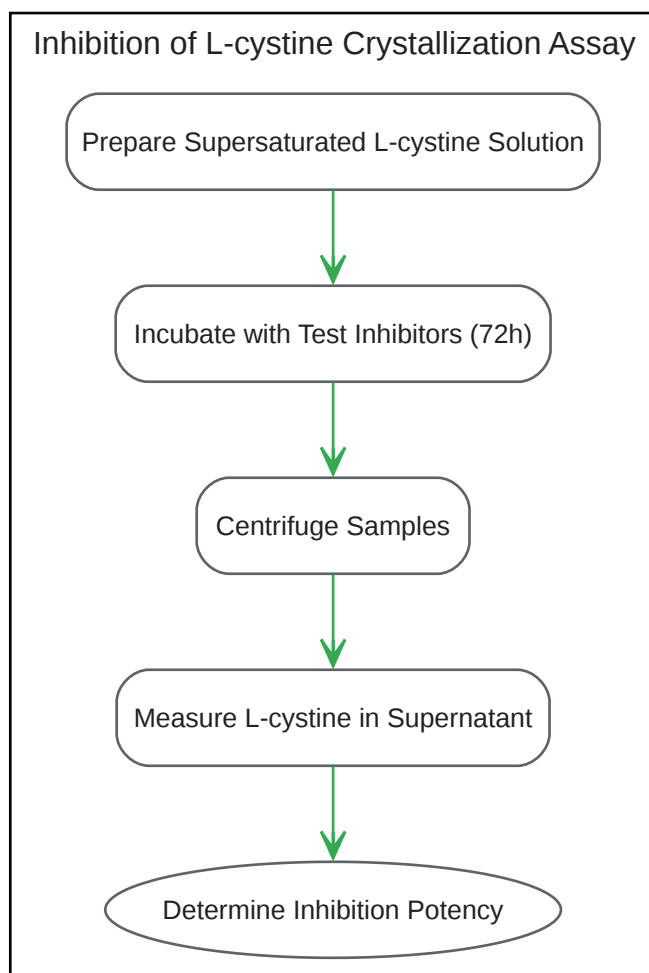 Inhibition of L-cystine Crystallization Assay
Prepare Supersaturated L-cystine Solution
Incubate with Test Inhibitors (72h)
Centrifuge Samples
Measure L-cystine in Supernatant
Determine Inhibition Potency